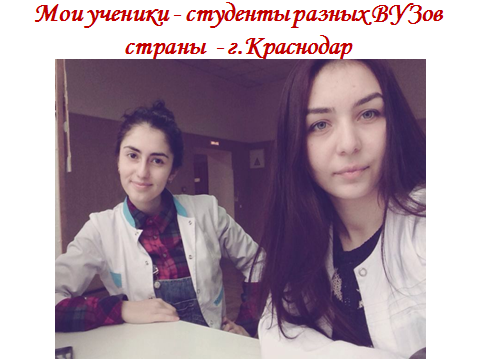 Мои ученики - студенты разных ВУЗов
страны - г.Краснодар